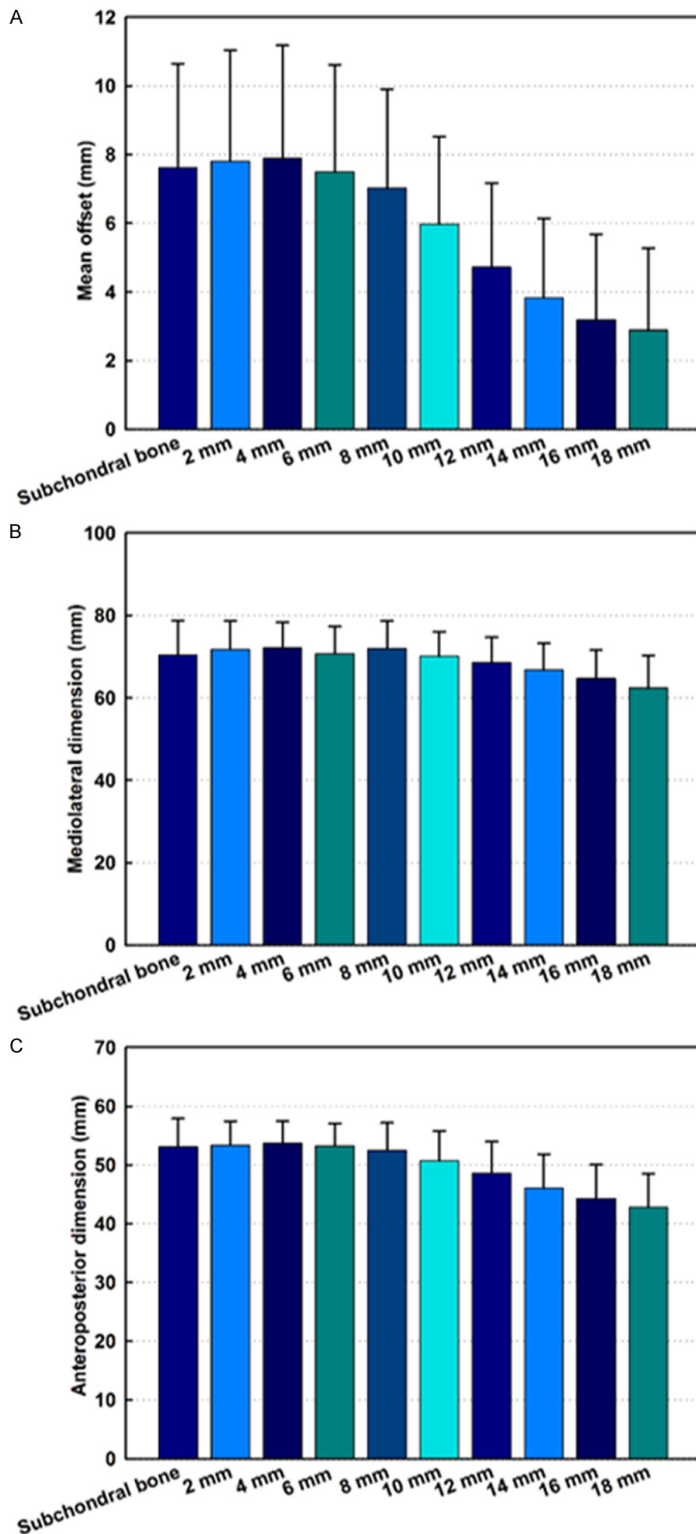 A
12
10
8
6
4
2
0
Mean offset (mm)
Subchondral bone
2 mm
4 mm
6 mm
8 mm
10 mm
12 mm
14 mm
16 mm
18 mm
B
100
80
60
40
20
0
Mediolateral dimension (mm)
Subchondral bone
2 mm
4 mm
6 mm
8 mm
10 mm
12 mm
14 mm
16 mm
18 mm
C
70
60
50
40
30
20
10
0
Anteroposterior dimension (mm)
Subchondral bone
2 mm
4 mm
6 mm
8 mm
10 mm
12 mm
14 mm
16 mm
18 mm